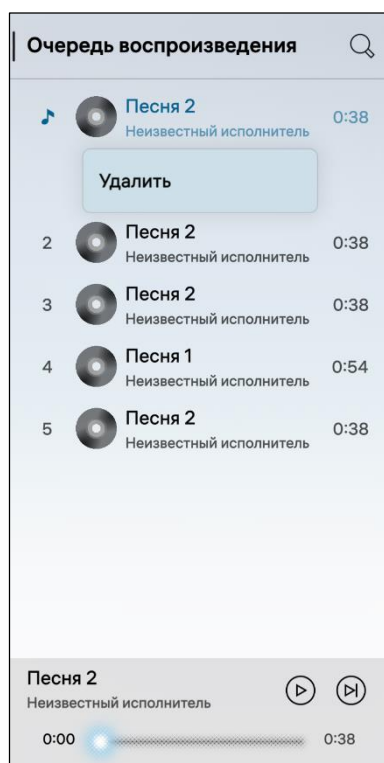 Очередь воспроизведения
Песня 2
Неизвестный исполнитель
0:38
Удалить
2
Песня 2
Неизвестный исполнитель
0:38
3
Песня 2
Неизвестный исполнитель
0:38
4
Песня 1
Неизвестный исполнитель
0:54
5
Песня 2
Неизвестный исполнитель
0:38
Песня 2
Неизвестный исполнитель
0:00
0:38